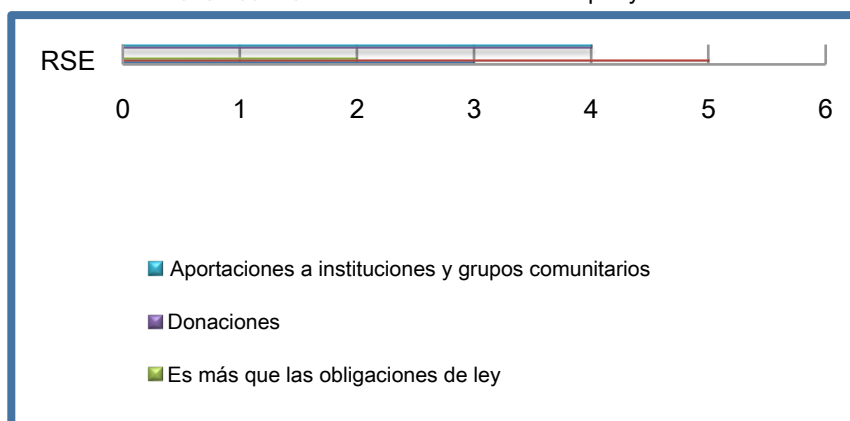 RSE
0 1 2 3 4 5 6
Aportaciones a instituciones y grupos comunitarios
Donaciones
Es más que las obligaciones de ley